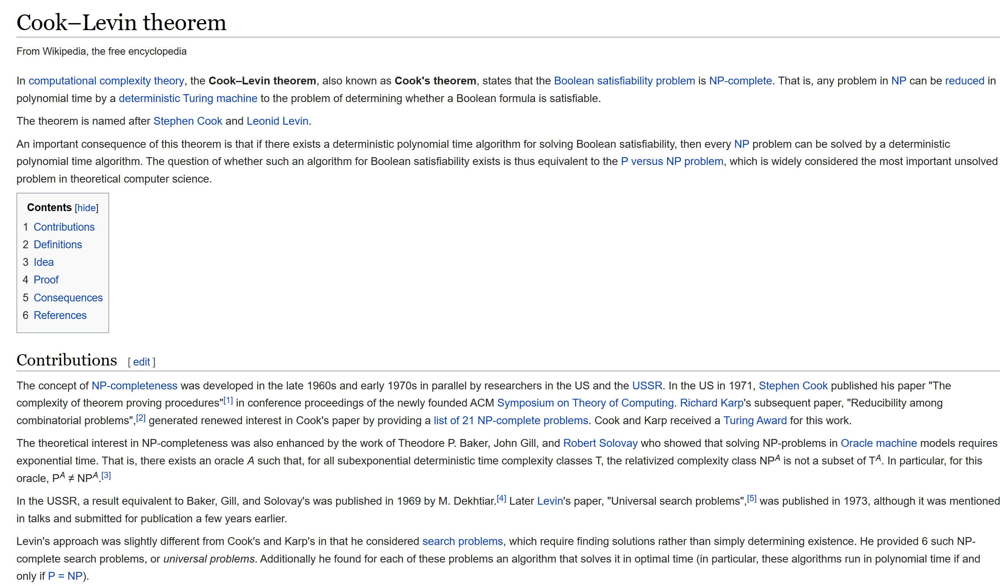 Cook–Levin theorem
From Wikipedia, the free encyclopedia
In computational complexity theory, the Cook–Levin theorem, also known as Cook's theorem, states that the Boolean satisfiability problem is NP-complete. That is, any problem in NP can be reduced in
polynomial time by a deterministic Turing machine to the problem of determining whether a Boolean formula is satisfiable.
The theorem is named after Stephen Cook and Leonid Levin.
An important consequence of this theorem is that if there exists a deterministic polynomial time algorithm for solving Boolean satisfiability, then every NP problem can be solved by a deterministic
polynomial time algorithm. The question of whether such an algorithm for Boolean satisfiability exists is thus equivalent to the P versus NP problem, which is widely considered the most important unsolved
problem in theoretical computer science.
Contents [hide]
1 Contributions
2 Definitions
3 Idea
4 Proof
5 Consequences
6 References
Contributions [ edit ]
The concept of NP-completeness was developed in the late 1960s and early 1970s in parallel by researchers in the US and the USSR. In the US in 1971, Stephen Cook published his paper "The
complexity of theorem proving procedures"[1] in conference proceedings of the newly founded ACM Symposium on Theory of Computing. Richard Karp's subsequent paper, "Reducibility among
combinatorial problems",[2] generated renewed interest in Cook's paper by providing a list of 21 NP-complete problems. Cook and Karp received a Turing Award for this work.
The theoretical interest in NP-completeness was also enhanced by the work of Theodore P. Baker, John Gill, and Robert Solovay who showed that solving NP-problems in Oracle machine models requires
exponential time. That is, there exists an oracle A such that, for all subexponential deterministic time complexity classes T, the relativized complexity class NPᴬ is not a subset of Tᴬ. In particular, for this
oracle, Pᴬ ≠ NPᴬ.[3]
In the USSR, a result equivalent to Baker, Gill, and Solovay's was published in 1969 by M. Dekhtiar.[4] Later Levin's paper, "Universal search problems",[5] was published in 1973, although it was mentioned
in talks and submitted for publication a few years earlier.
Levin's approach was slightly different from Cook's and Karp's in that he considered search problems, which require finding solutions rather than simply determining existence. He provided 6 such NP-
complete search problems, or universal problems. Additionally he found for each of these problems an algorithm that solves it in optimal time (in particular, these algorithms run in polynomial time if and
only if P = NP).